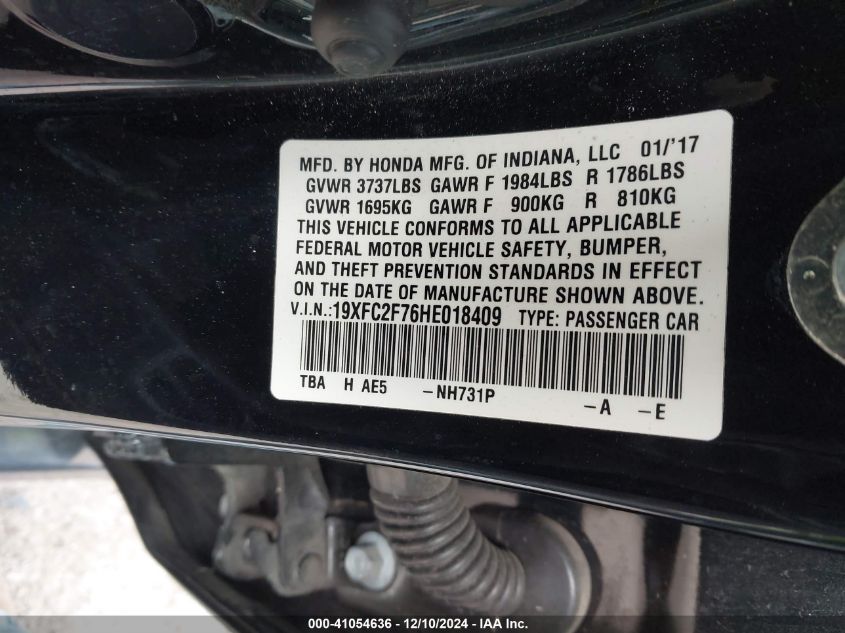 MFD. BY HONDA MFG. OF INDIANA, LLC 01/'17
GVWR 3737LBS GAWR F 1984LBS R 1786LBS
GVWR 1695KG GAWR F 900KG R 810KG
THIS VEHICLE CONFORMS TO ALL APPLICABLE
FEDERAL MOTOR VEHICLE SAFETY, BUMPER,
AND THEFT PREVENTION STANDARDS IN EFFECT
ON THE DATE OF MANUFACTURE SHOWN ABOVE.
V.I.N.:19XFC2F76HE018409 TYPE: PASSENGER CAR
TBA H AE5 -NH731P -A -E
000-41054636 - 12/10/2024 - IAA Inc.